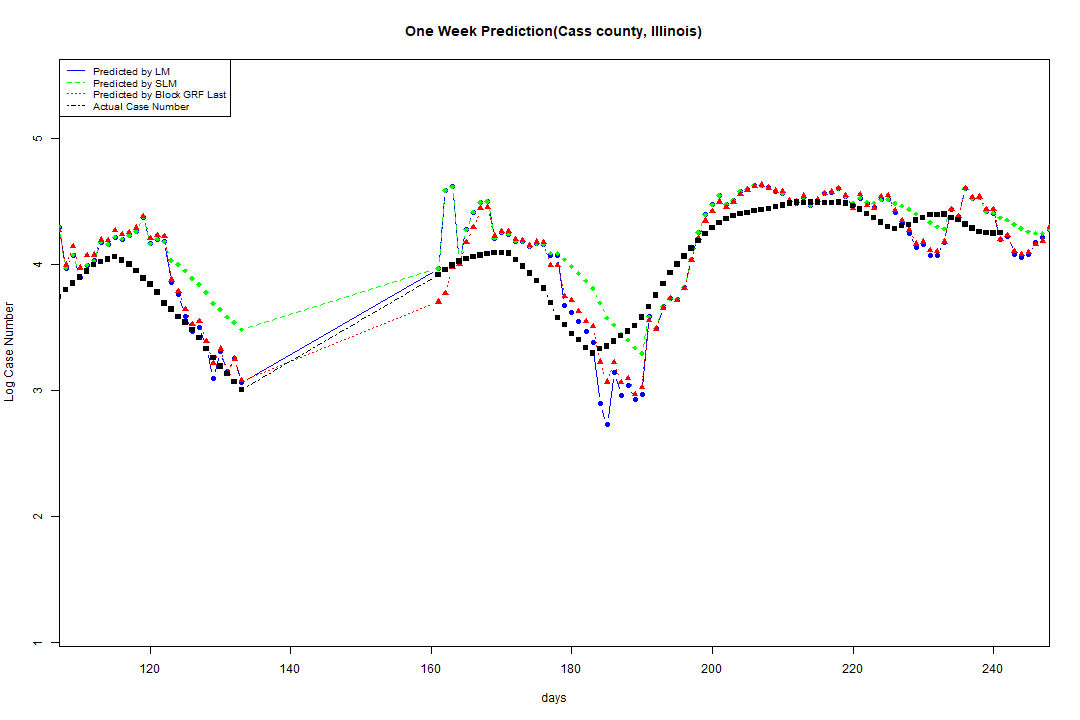 One Week Prediction(Cass county, Illinois)
Predicted by LM
Predicted by SLM
Predicted by Block GRF Last
Actual Case Number
5
4
3
2
1
Log Case Number
120 140 160 180 200 220 240
days